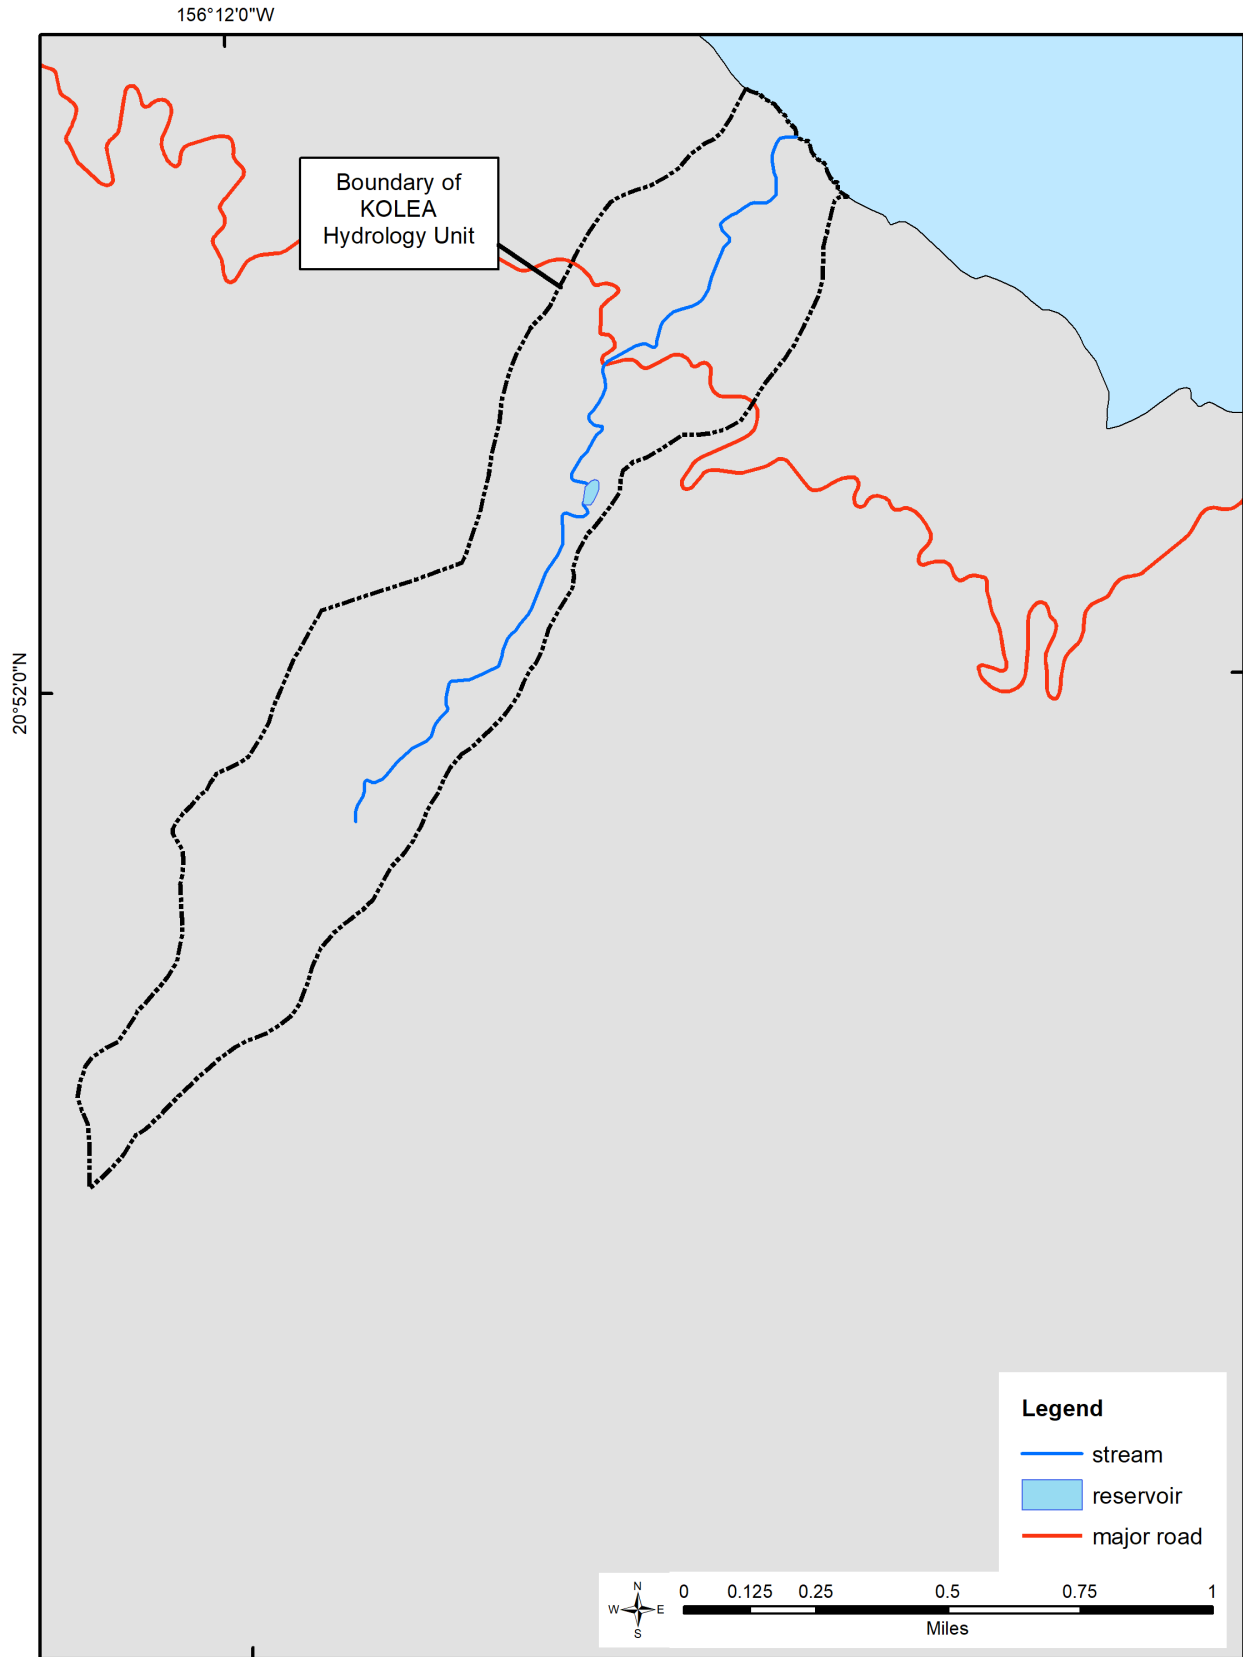 156°12'0"W
Boundary of
KOLEA
Hydrology Unit
20°52'0"N
Legend
stream
reservoir
major road
N
W E
S
0 0.125 0.25 0.5 0.75 1
Miles